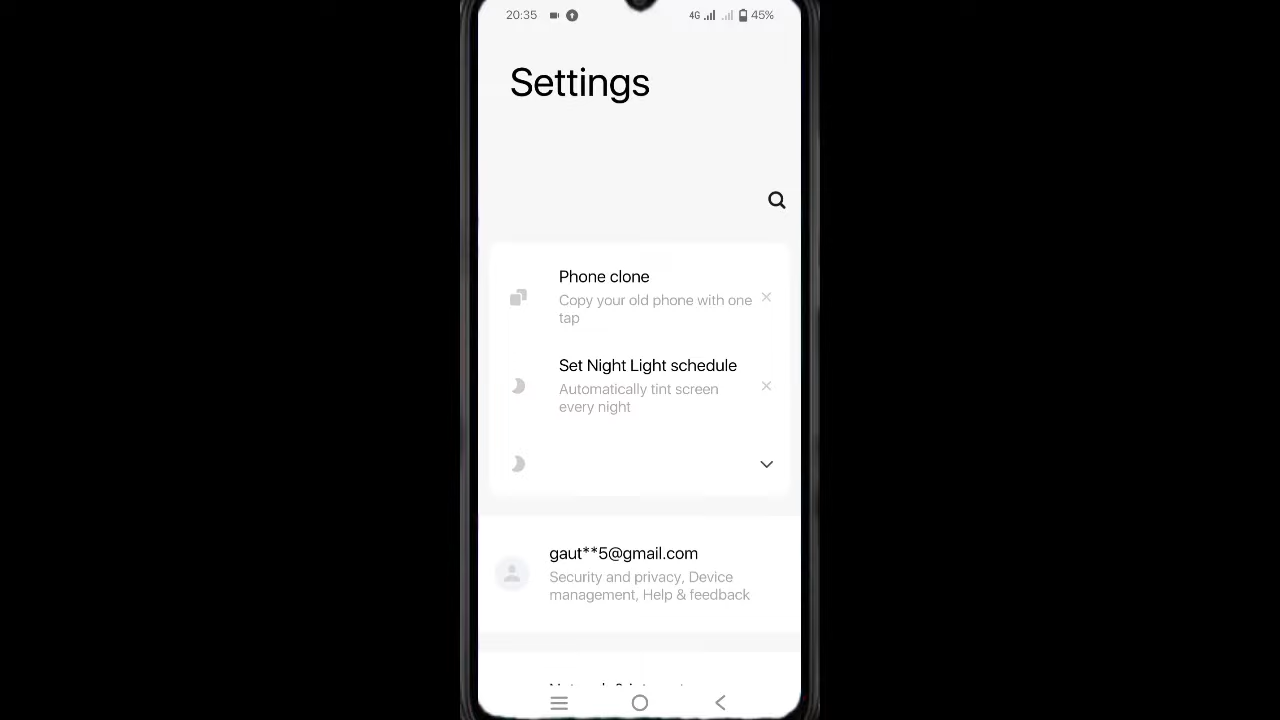 20:35 4G 45%
Settings
Phone clone
Copy your old phone with one
tap
Set Night Light schedule
Automatically tint screen
every night
gaut**5@gmail.com
Security and privacy, Device
management, Help & feedback